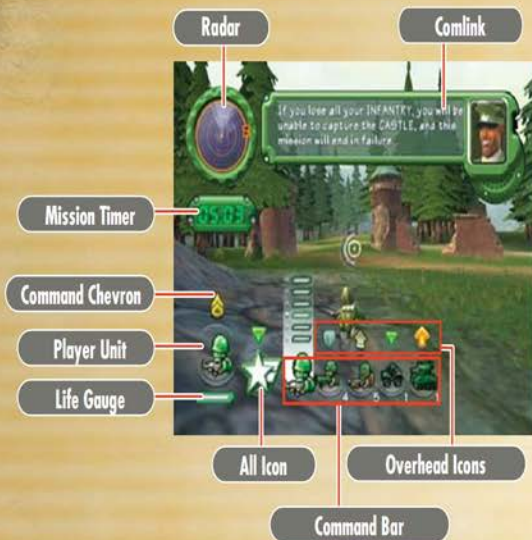 Radar
Comlink
If you lose all your INFANTRY, you will be
unable to capture the CASTLE, and this
mission will end in failure.
Mission Timer
05:03
Command Chevron
Player Unit
Life Gauge
4 5 1 1
All Icon
Overhead Icons
Command Bar